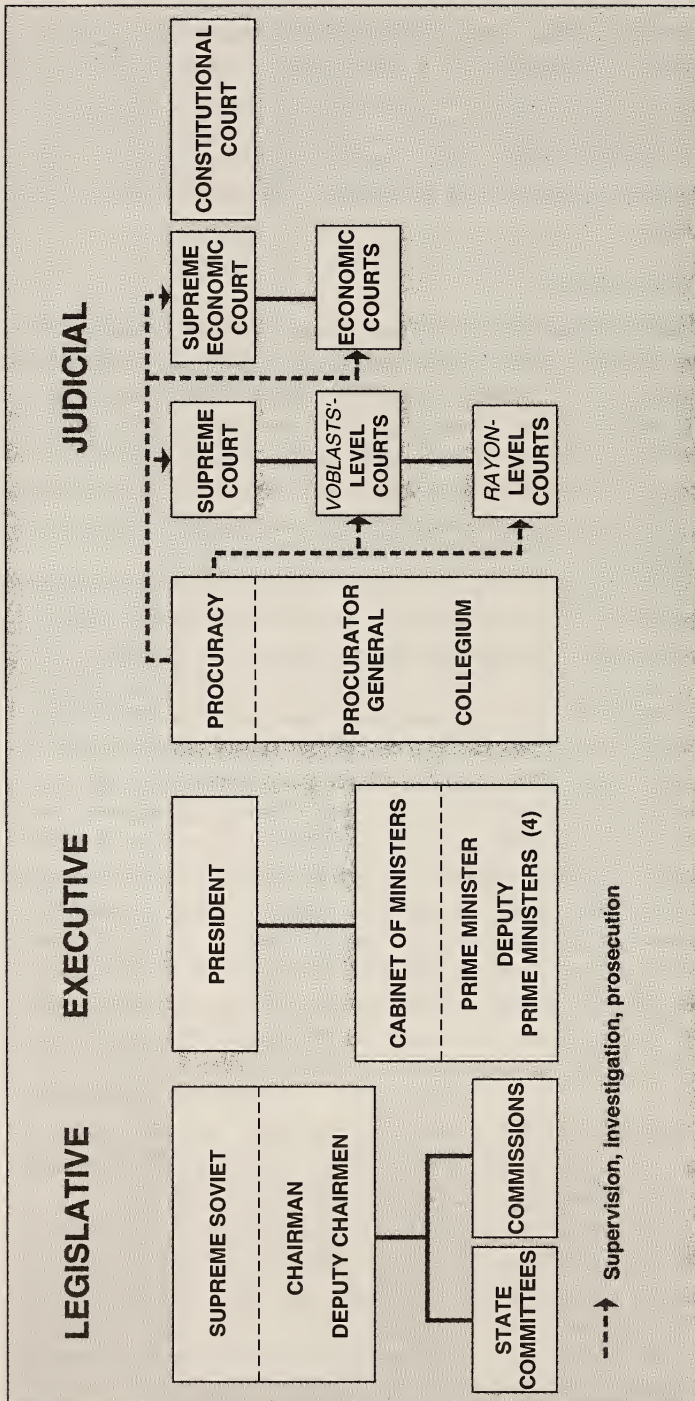 LEGISLATIVE
SUPREME SOVIET
CHAIRMAN
DEPUTY CHAIRMEN
STATE
COMMITTEES
COMMISSIONS
EXECUTIVE
PRESIDENT
CABINET OF MINISTERS
PRIME MINISTER
DEPUTY
PRIME MINISTERS (4)
JUDICIAL
PROCURACY
PROCURATOR
GENERAL
COLLEGIUM
SUPREME
COURT
VOBLASTS'-
LEVEL
COURTS
RAYON-
LEVEL
COURTS
SUPREME
ECONOMIC
COURT
ECONOMIC
COURTS
CONSTITUTIONAL
COURT
Supervision, investigation, prosecution